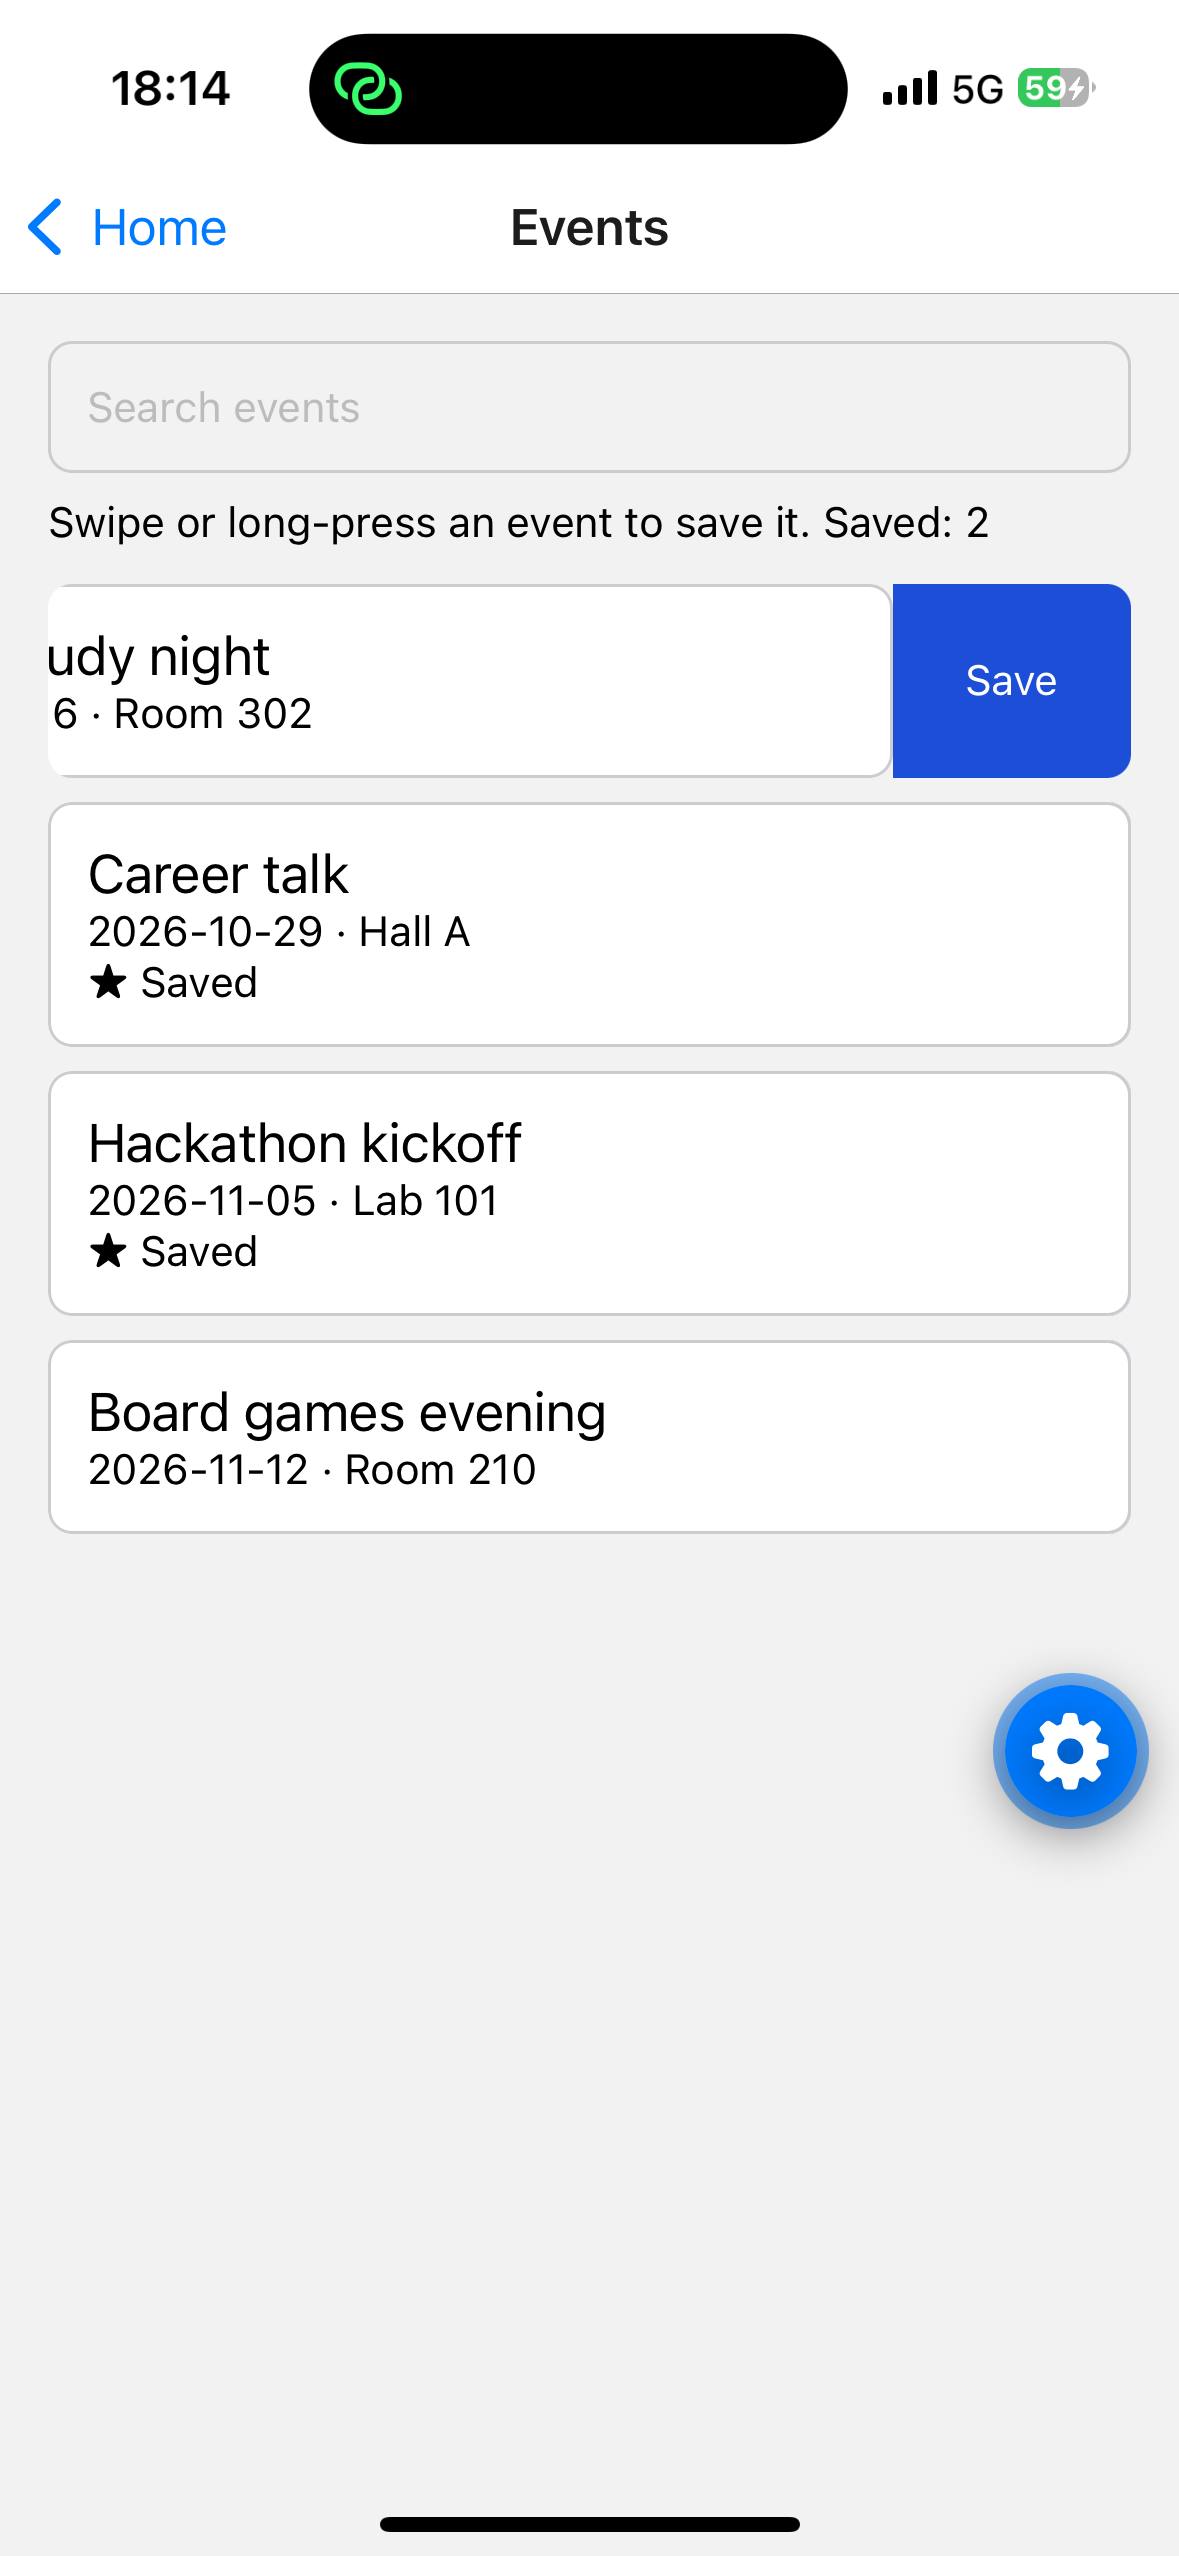 18:14
5G 59
Home
Events
Search events
Swipe or long-press an event to save it. Saved: 2
udy night
6 · Room 302
Save
Career talk
2026-10-29 · Hall A
★ Saved
Hackathon kickoff
2026-11-05 · Lab 101
★ Saved
Board games evening
2026-11-12 · Room 210